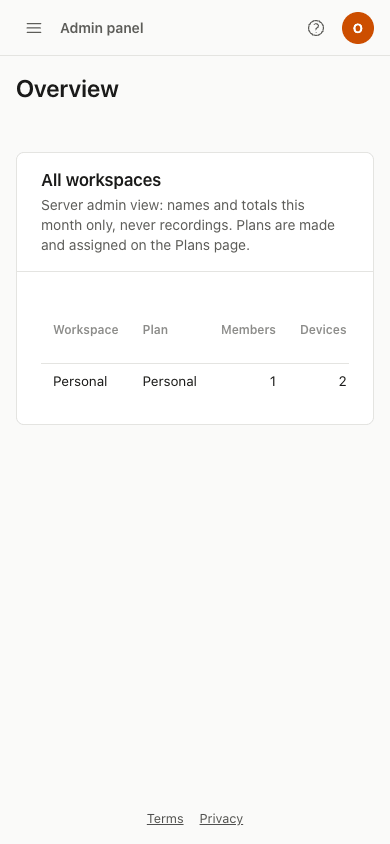 Admin panel
O
Overview
All workspaces
Server admin view: names and totals this
month only, never recordings. Plans are made
and assigned on the Plans page.
Workspace Plan Members Devices
Personal Personal 1 2
Terms Privacy